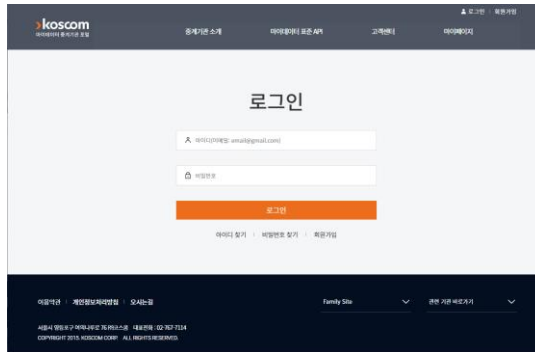 로그인 | 회원가입
koscom
마이데이터 중계기관 포털
중계기관 소개 마이데이터 표준 API 고객센터 마이페이지
로그인
아이디(이메일: email@gmail.com)
비밀번호
로그인
아이디 찾기 | 비밀번호 찾기 | 회원가입
이용약관 개인정보처리방침 오시는길
Family Site 관련 기관 바로가기
서울시 영등포구 여의나루로 76 코스콤 대표전화 : 02-767-7114
COPYRIGHT 2015. KOSCOM CORP. ALL RIGHTS RESERVED.